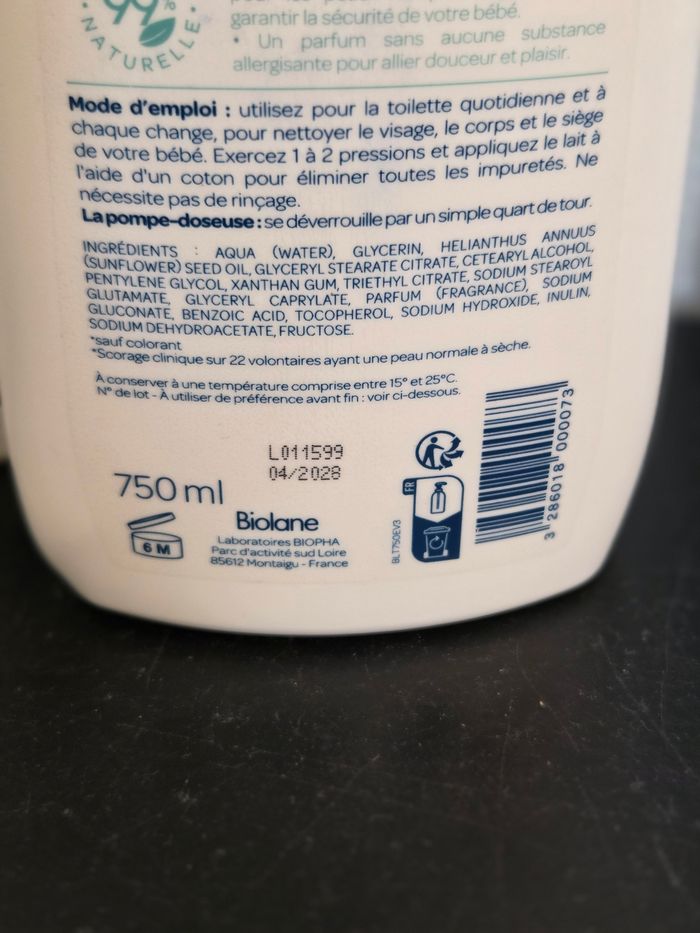 99%
NATURELLE
garantir la sécurité de votre bébé.
• Un parfum sans aucune substance
allergisante pour allier douceur et plaisir.
Mode d'emploi : utilisez pour la toilette quotidienne et à
chaque change, pour nettoyer le visage, le corps et le siège
de votre bébé. Exercez 1 à 2 pressions et appliquez le lait à
l'aide d'un coton pour éliminer toutes les impuretés. Ne
nécessite pas de rinçage.
La pompe-doseuse : se déverrouille par un simple quart de tour.
INGRÉDIENTS : AQUA (WATER), GLYCERIN, HELIANTHUS ANNUUS
(SUNFLOWER) SEED OIL, GLYCERYL STEARATE CITRATE, CETEARYL ALCOHOL,
PENTYLENE GLYCOL, XANTHAN GUM, TRIETHYL CITRATE, SODIUM STEAROYL
GLUTAMATE, GLYCERYL CAPRYLATE, PARFUM (FRAGRANCE), SODIUM
GLUCONATE, BENZOIC ACID, TOCOPHEROL, SODIUM HYDROXIDE, INULIN,
SODIUM DEHYDROACETATE, FRUCTOSE.
*sauf colorant
*Scorage clinique sur 22 volontaires ayant une peau normale à sèche.
À conserver à une température comprise entre 15° et 25°C.
N° de lot - À utiliser de préférence avant fin : voir ci-dessous.
L011599
04/2028
750 ml
6 M
Biolane
Laboratoires BIOPHA
Parc d'activité sud Loire
85612 Montaigu - France
BLT750EV3
FR
3 286018 000073